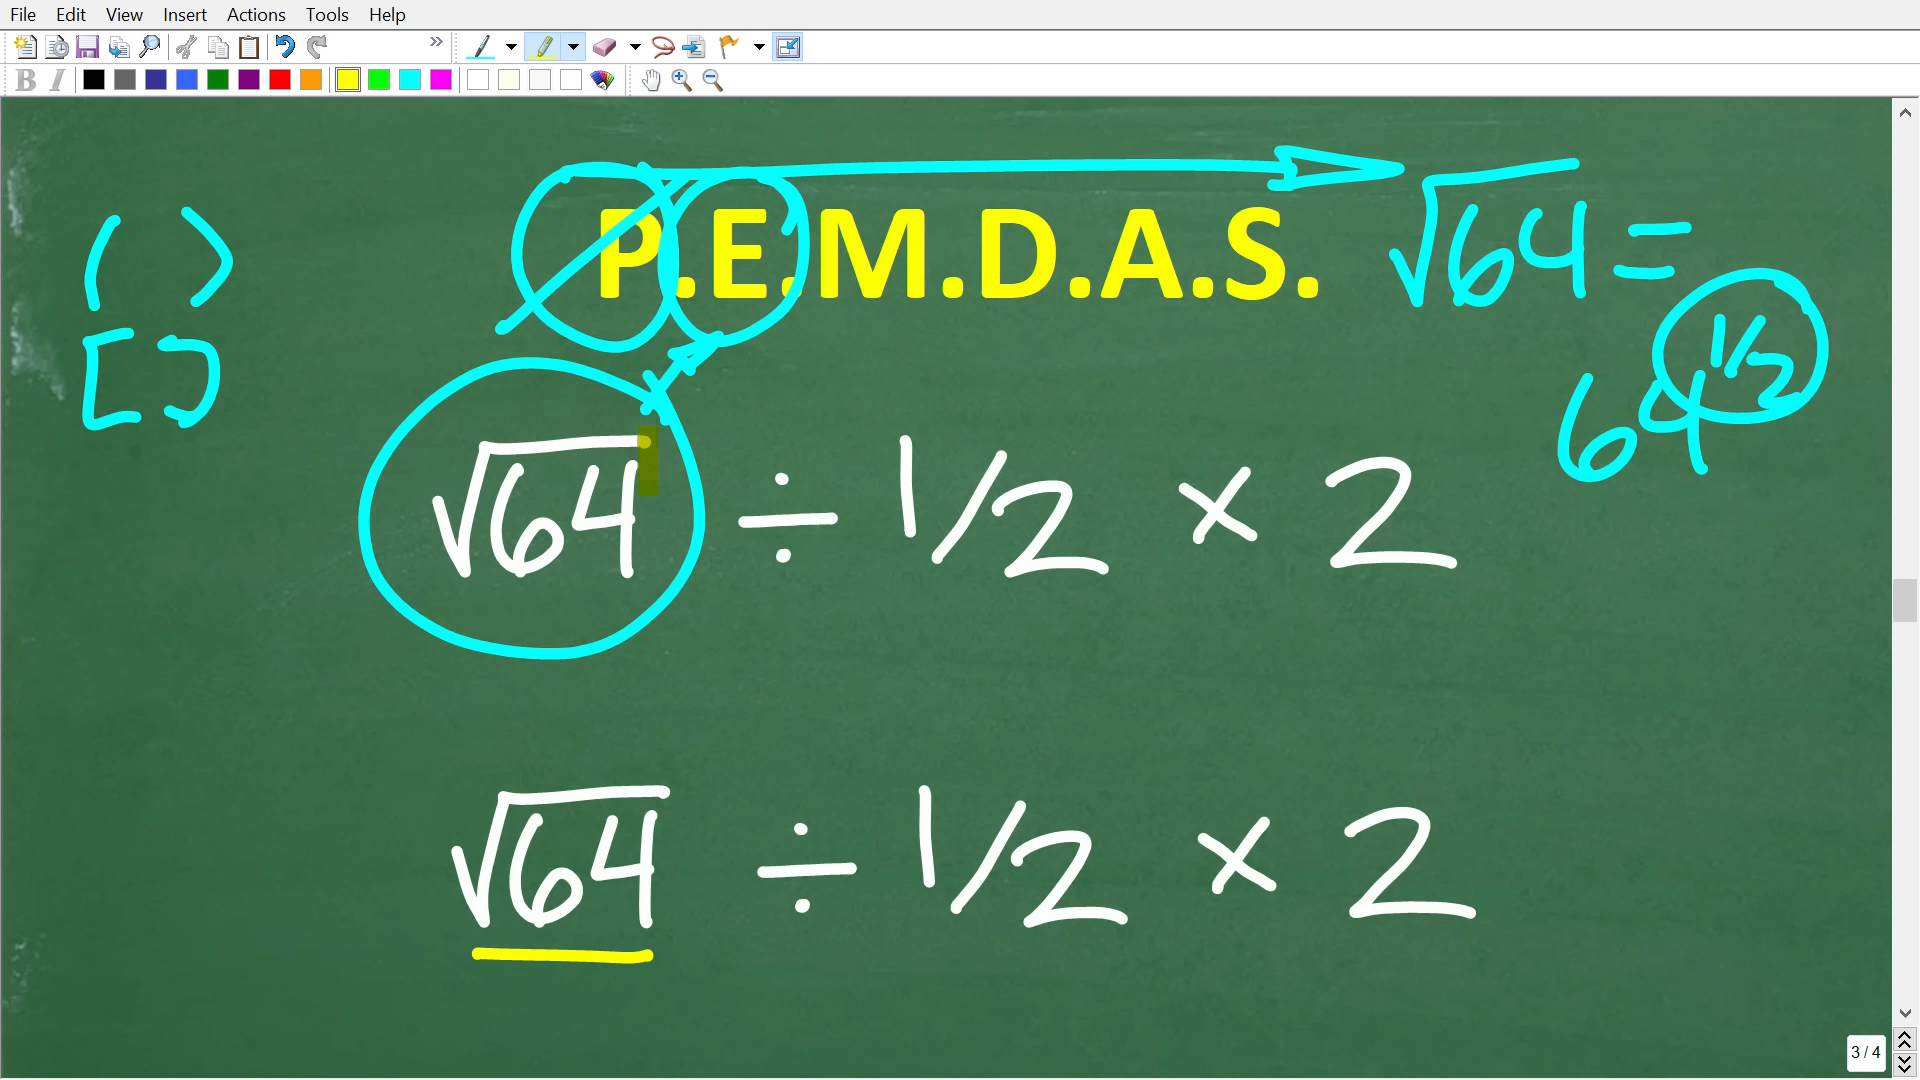 File Edit View Insert Actions Tools Help
B I
( )
P.E.M.D.A.S.
√64 =
64^1/2
[ ]
√64 ÷ 1/2 × 2
√64 ÷ 1/2 × 2
3 / 4